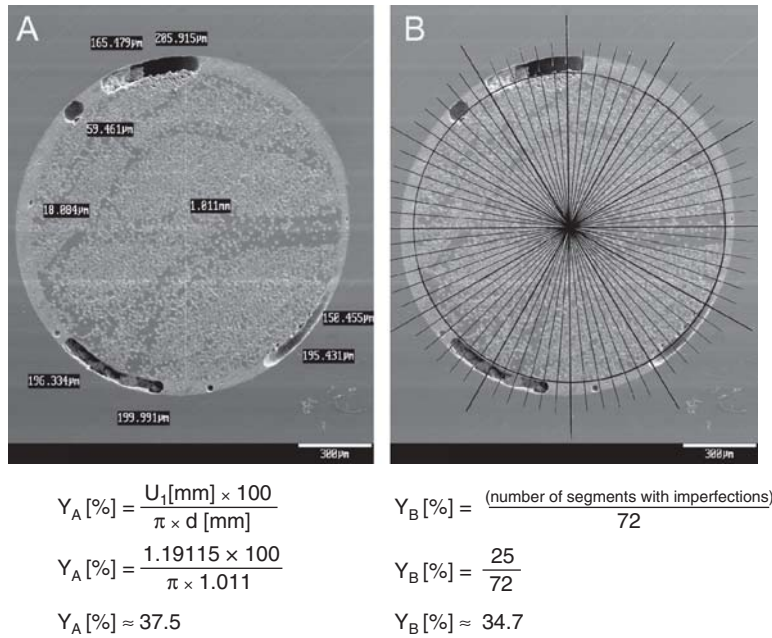 A
165.479µm 205.915µm
59.461µm
18.884µm
1.011mm
150.455µm
195.431µm
196.334µm
199.991µm
300µm
B
300µm
Y_A [%] = U₁[mm] × 100 / π × d [mm]
Y_A [%] = 1.19115 × 100 / π × 1.011
Y_A [%] ≈ 37.5
Y_B [%] = (number of segments with imperfections) / 72
Y_B [%] = 25 / 72
Y_B [%] ≈ 34.7